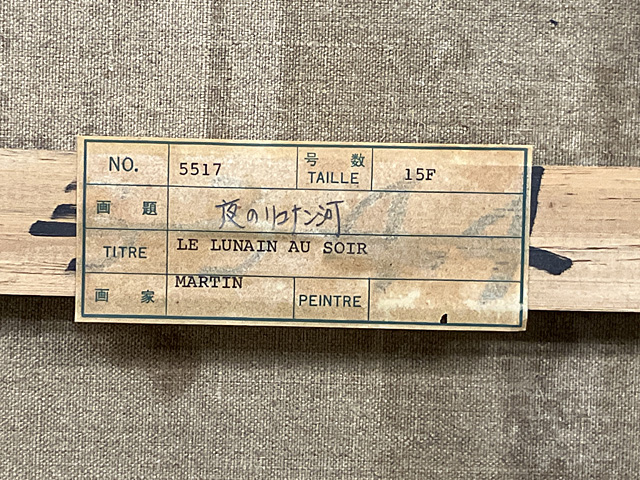 NO. 5517 号数 TAILLE 15F
画題 夜のリュナン河
TITRE LE LUNAIN AU SOIR
画家 MARTIN PEINTRE